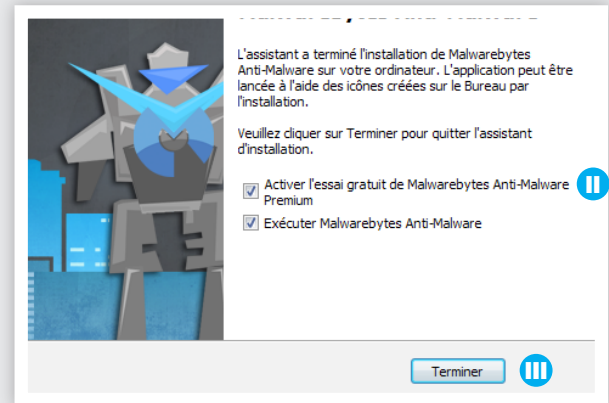 L'assistant a terminé l'installation de Malwarebytes
Anti-Malware sur votre ordinateur. L'application peut être
lancée à l'aide des icônes créées sur le Bureau par
l'installation.
Veuillez cliquer sur Terminer pour quitter l'assistant
d'installation.
Activer l'essai gratuit de Malwarebytes Anti-Malware
Premium
II
Exécuter Malwarebytes Anti-Malware
Terminer
III